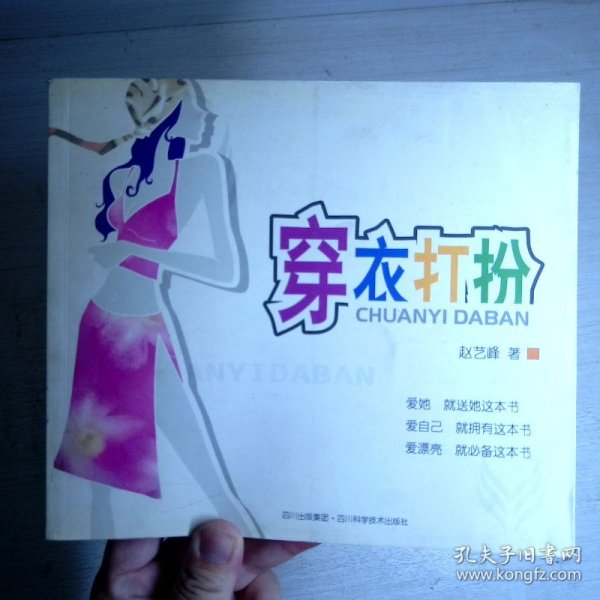 穿衣打扮
CHUANYI DABAN
赵艺峰 著
ANYIDABAN
爱她 就送她这本书
爱自己 就拥有这本书
爱漂亮 就必备这本书
四川出版集团·四川科学技术出版社
孔夫子旧书网
www.kongfz.com